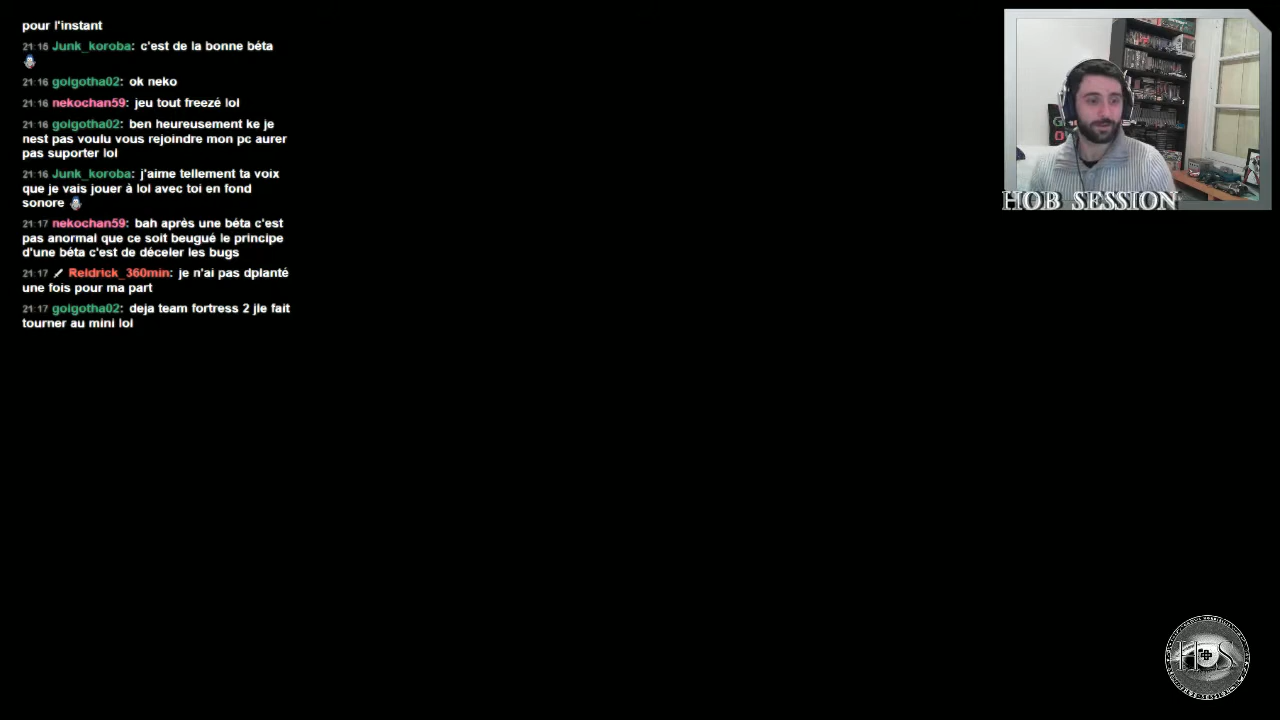 pour l'instant
21:15 Junk_koroba: c'est de la bonne béta
21:16 golgotha02: ok neko
21:16 nekochan59: jeu tout freezé lol
21:16 golgotha02: ben heureusement ke je
nest pas voulu vous rejoindre mon pc aurer
pas suporter lol
21:16 Junk_koroba: j'aime tellement ta voix
que je vais jouer à lol avec toi en fond
sonore
21:17 nekochan59: bah après une béta c'est
pas anormal que ce soit beugué le principe
d'une béta c'est de déceler les bugs
21:17 Reldrick_360min: je n'ai pas dplanté
une fois pour ma part
21:17 golgotha02: deja team fortress 2 jle fait
tourner au mini lol
HOB SESSION
HOS